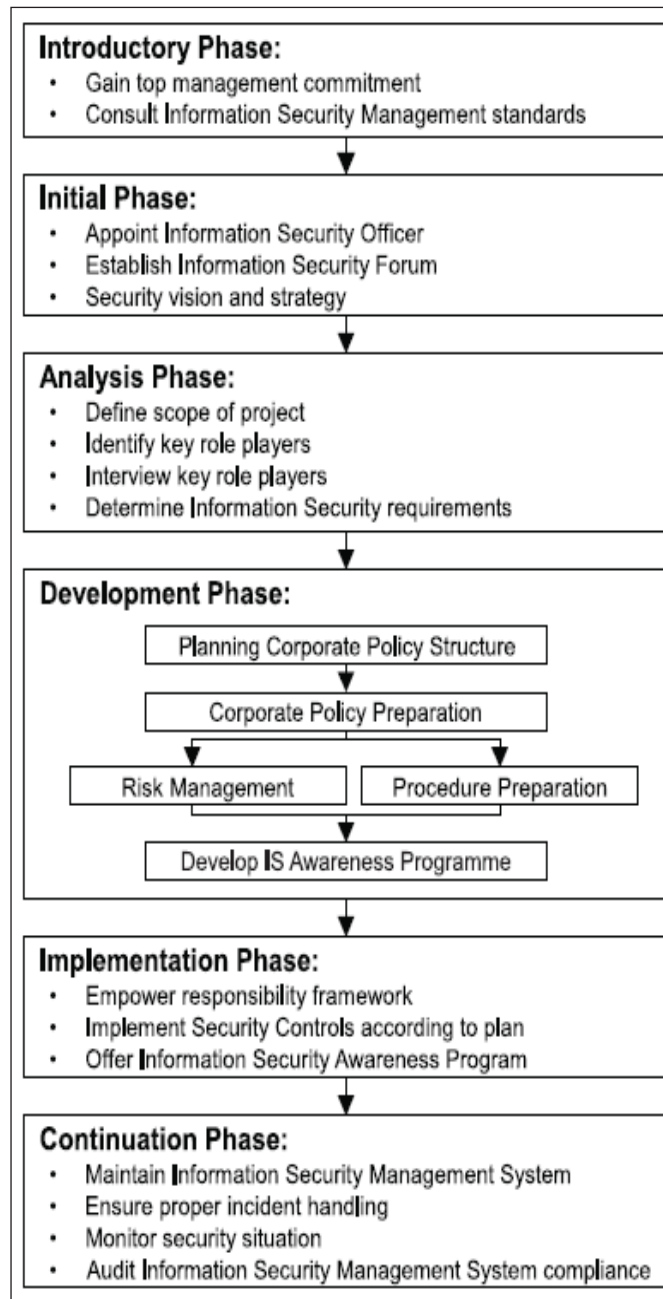 Introductory Phase:
• Gain top management commitment
• Consult Information Security Management standards
Initial Phase:
• Appoint Information Security Officer
• Establish Information Security Forum
• Security vision and strategy
Analysis Phase:
• Define scope of project
• Identify key role players
• Interview key role players
• Determine Information Security requirements
Development Phase:
Planning Corporate Policy Structure
Corporate Policy Preparation
Risk Management
Procedure Preparation
Develop IS Awareness Programme
Implementation Phase:
• Empower responsibility framework
• Implement Security Controls according to plan
• Offer Information Security Awareness Program
Continuation Phase:
• Maintain Information Security Management System
• Ensure proper incident handling
• Monitor security situation
• Audit Information Security Management System compliance